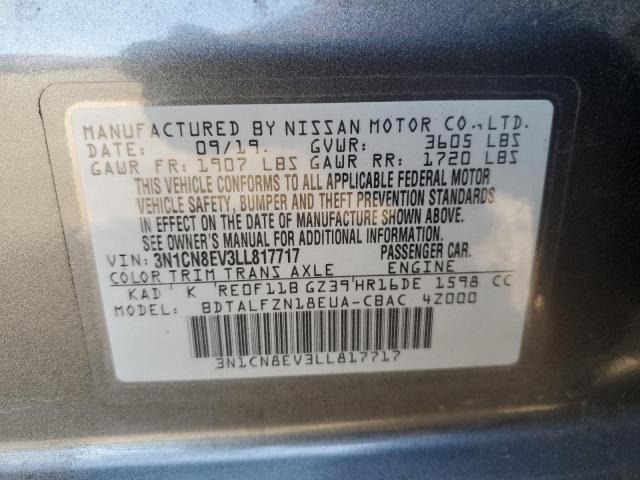 MANUFACTURED BY NISSAN MOTOR CO.,LTD.
DATE: 09/19. GVWR: 3605 LBS
GAWR FR: 1907 LBS GAWR RR: 1720 LBS
THIS VEHICLE CONFORMS TO ALL APPLICABLE FEDERAL MOTOR
VEHICLE SAFETY, BUMPER AND THEFT PREVENTION STANDARDS
IN EFFECT ON THE DATE OF MANUFACTURE SHOWN ABOVE.
SEE OWNER'S MANUAL FOR ADDITIONAL INFORMATION.
VIN: 3N1CN8EV3LL817717 PASSENGER CAR.
COLOR TRIM TRANS AXLE ENGINE
KAD K RE0F11B GZ39 HR16DE 1598 CC
MODEL: BDTALFZN18EUA-CBAC 4Z000
3N1CN8EV3LL817717